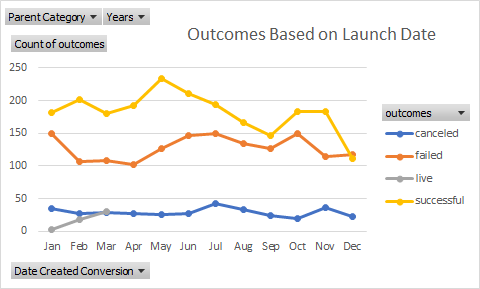 Parent Category Years
Count of outcomes
Outcomes Based on Launch Date
250
200
150
100
50
0
Jan Feb Mar Apr May Jun Jul Aug Sep Oct Nov Dec
outcomes
canceled
failed
live
successful
Date Created Conversion